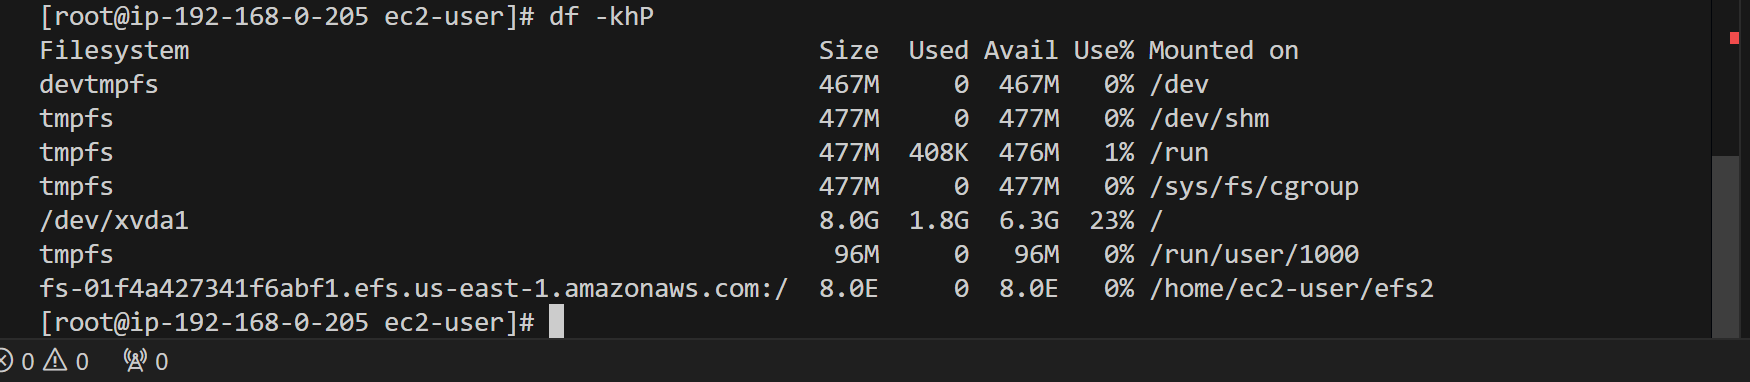 [root@ip-192-168-0-205 ec2-user]# df -khP
Filesystem                                          Size  Used Avail Use% Mounted on
devtmpfs                                            467M     0  467M   0% /dev
tmpfs                                               477M     0  477M   0% /dev/shm
tmpfs                                               477M  408K  476M   1% /run
tmpfs                                               477M     0  477M   0% /sys/fs/cgroup
/dev/xvda1                                          8.0G  1.8G  6.3G  23% /
tmpfs                                                96M     0   96M   0% /run/user/1000
fs-01f4a427341f6abf1.efs.us-east-1.amazonaws.com:/  8.0E     0  8.0E   0% /home/ec2-user/efs2
[root@ip-192-168-0-205 ec2-user]#
0 0 0